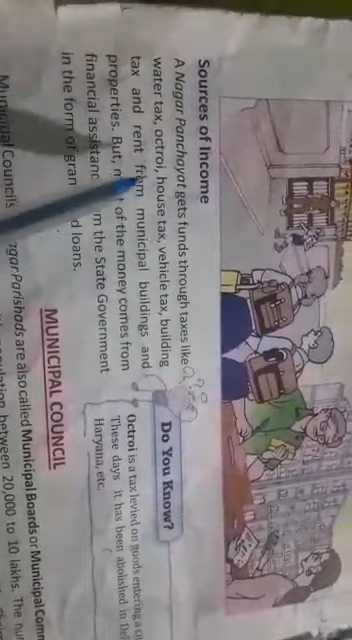 Sources of Income
A Nagar Panchayat gets funds through taxes like
water tax, octroi, house tax, vehicle tax, building
tax and rent from municipal buildings and
properties. But, of the money comes from
financial the State Government
in the form of loans.
Do You Know?
Octroi is a tax levied on goods entering a
These days it has been abolished in
Haryana, etc.
MUNICIPAL COUNCIL
Municipal Councils are also called Municipal Boards or Municipal
between 20,000 to 10 lakhs. The